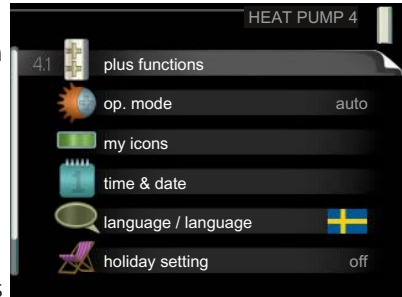 HEAT PUMP 4
4.1 plus functions
op. mode auto
my icons
1
time & date
language / language
holiday setting off
s